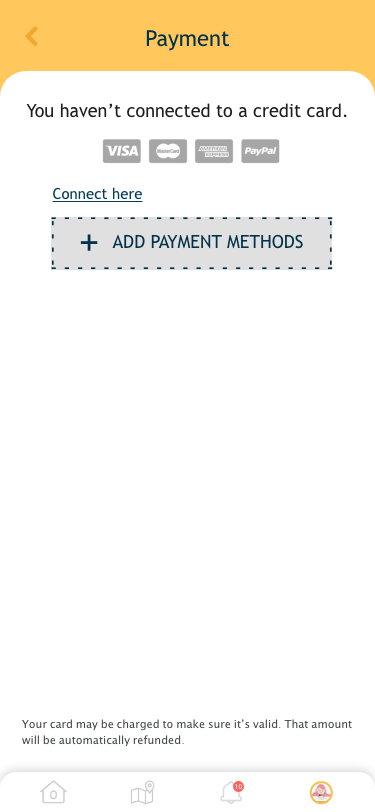 Payment
You haven’t connected to a credit card.
VISA MasterCard AMERICAN EXPRESS PayPal
Connect here
+ ADD PAYMENT METHODS
Your card may be charged to make sure it’s valid. That amount
will be automatically refunded.
10